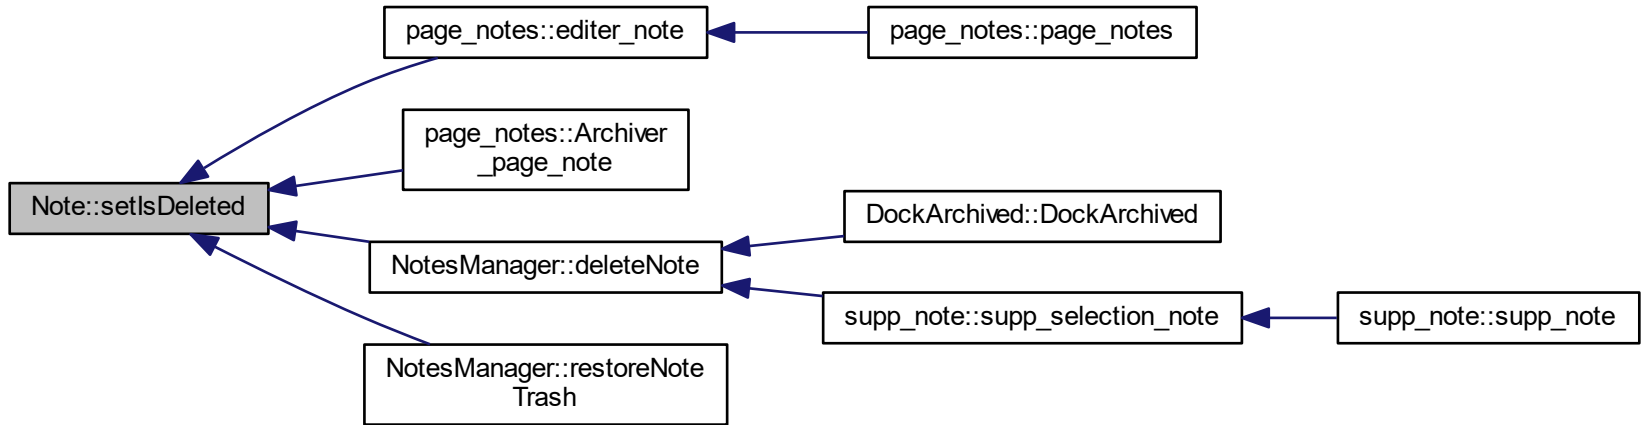 page_notes::editer_note
page_notes::page_notes
page_notes::Archiver
_page_note
Note::setIsDeleted
DockArchived::DockArchived
NotesManager::deleteNote
supp_note::supp_selection_note
supp_note::supp_note
NotesManager::restoreNote
Trash